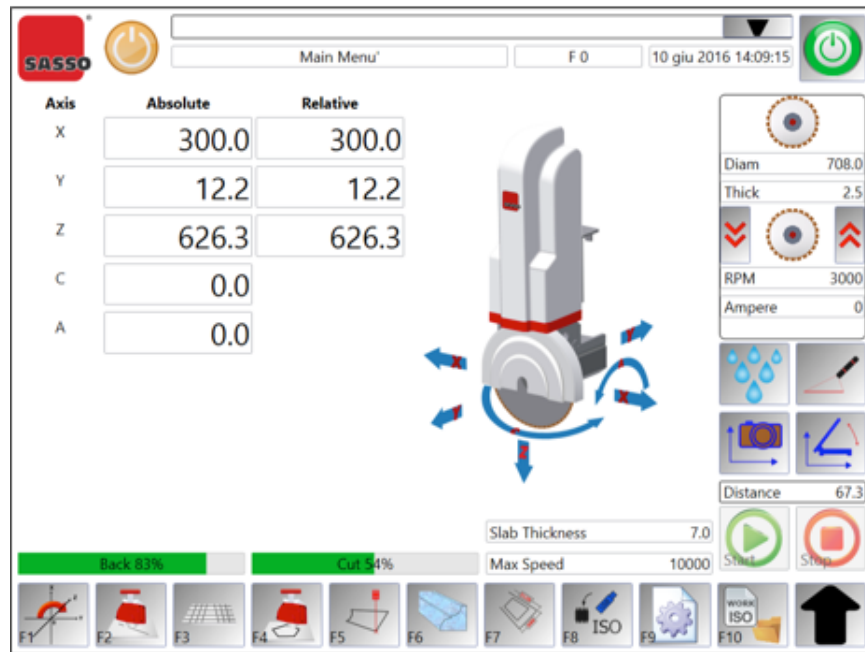 SASSO
Main Menu'
F 0
10 giu 2016 14:09:15
Axis Absolute Relative
X 300.0 300.0
Y 12.2 12.2
Z 626.3 626.3
C 0.0
A 0.0
X
Y
Y
X
Z
Diam 708.0
Thick 2.5
RPM 3000
Ampere 0
Distance 67.3
Slab Thickness 7.0
Start
Stop
Back 83%
Cut 54%
Max Speed 10000
F1
F2
F3
F4
F5
F6
F7
F8 ISO
F9
WORK
ISO
F10